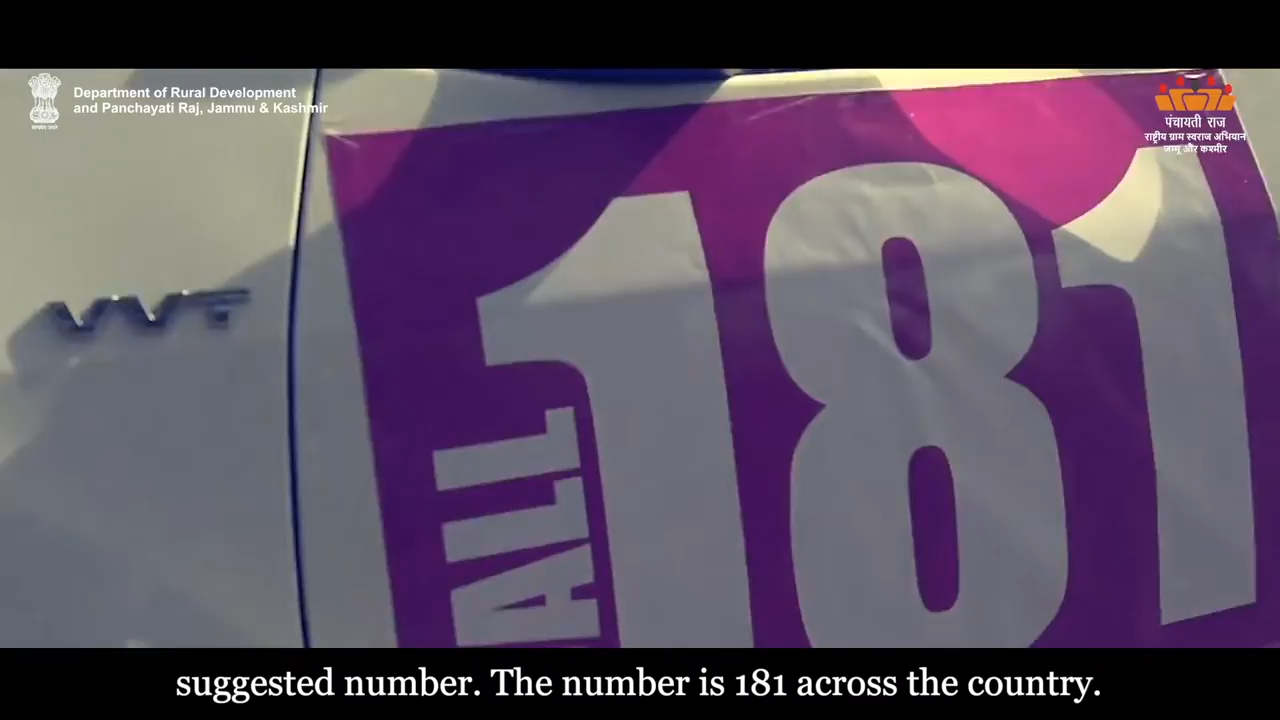 Department of Rural Development
and Panchayati Raj, Jammu & Kashmir
पंचायती राज
राष्ट्रीय ग्राम स्वराज अभियान
जम्मू और कश्मीर
VVT
ALL
181
suggested number. The number is 181 across the country.